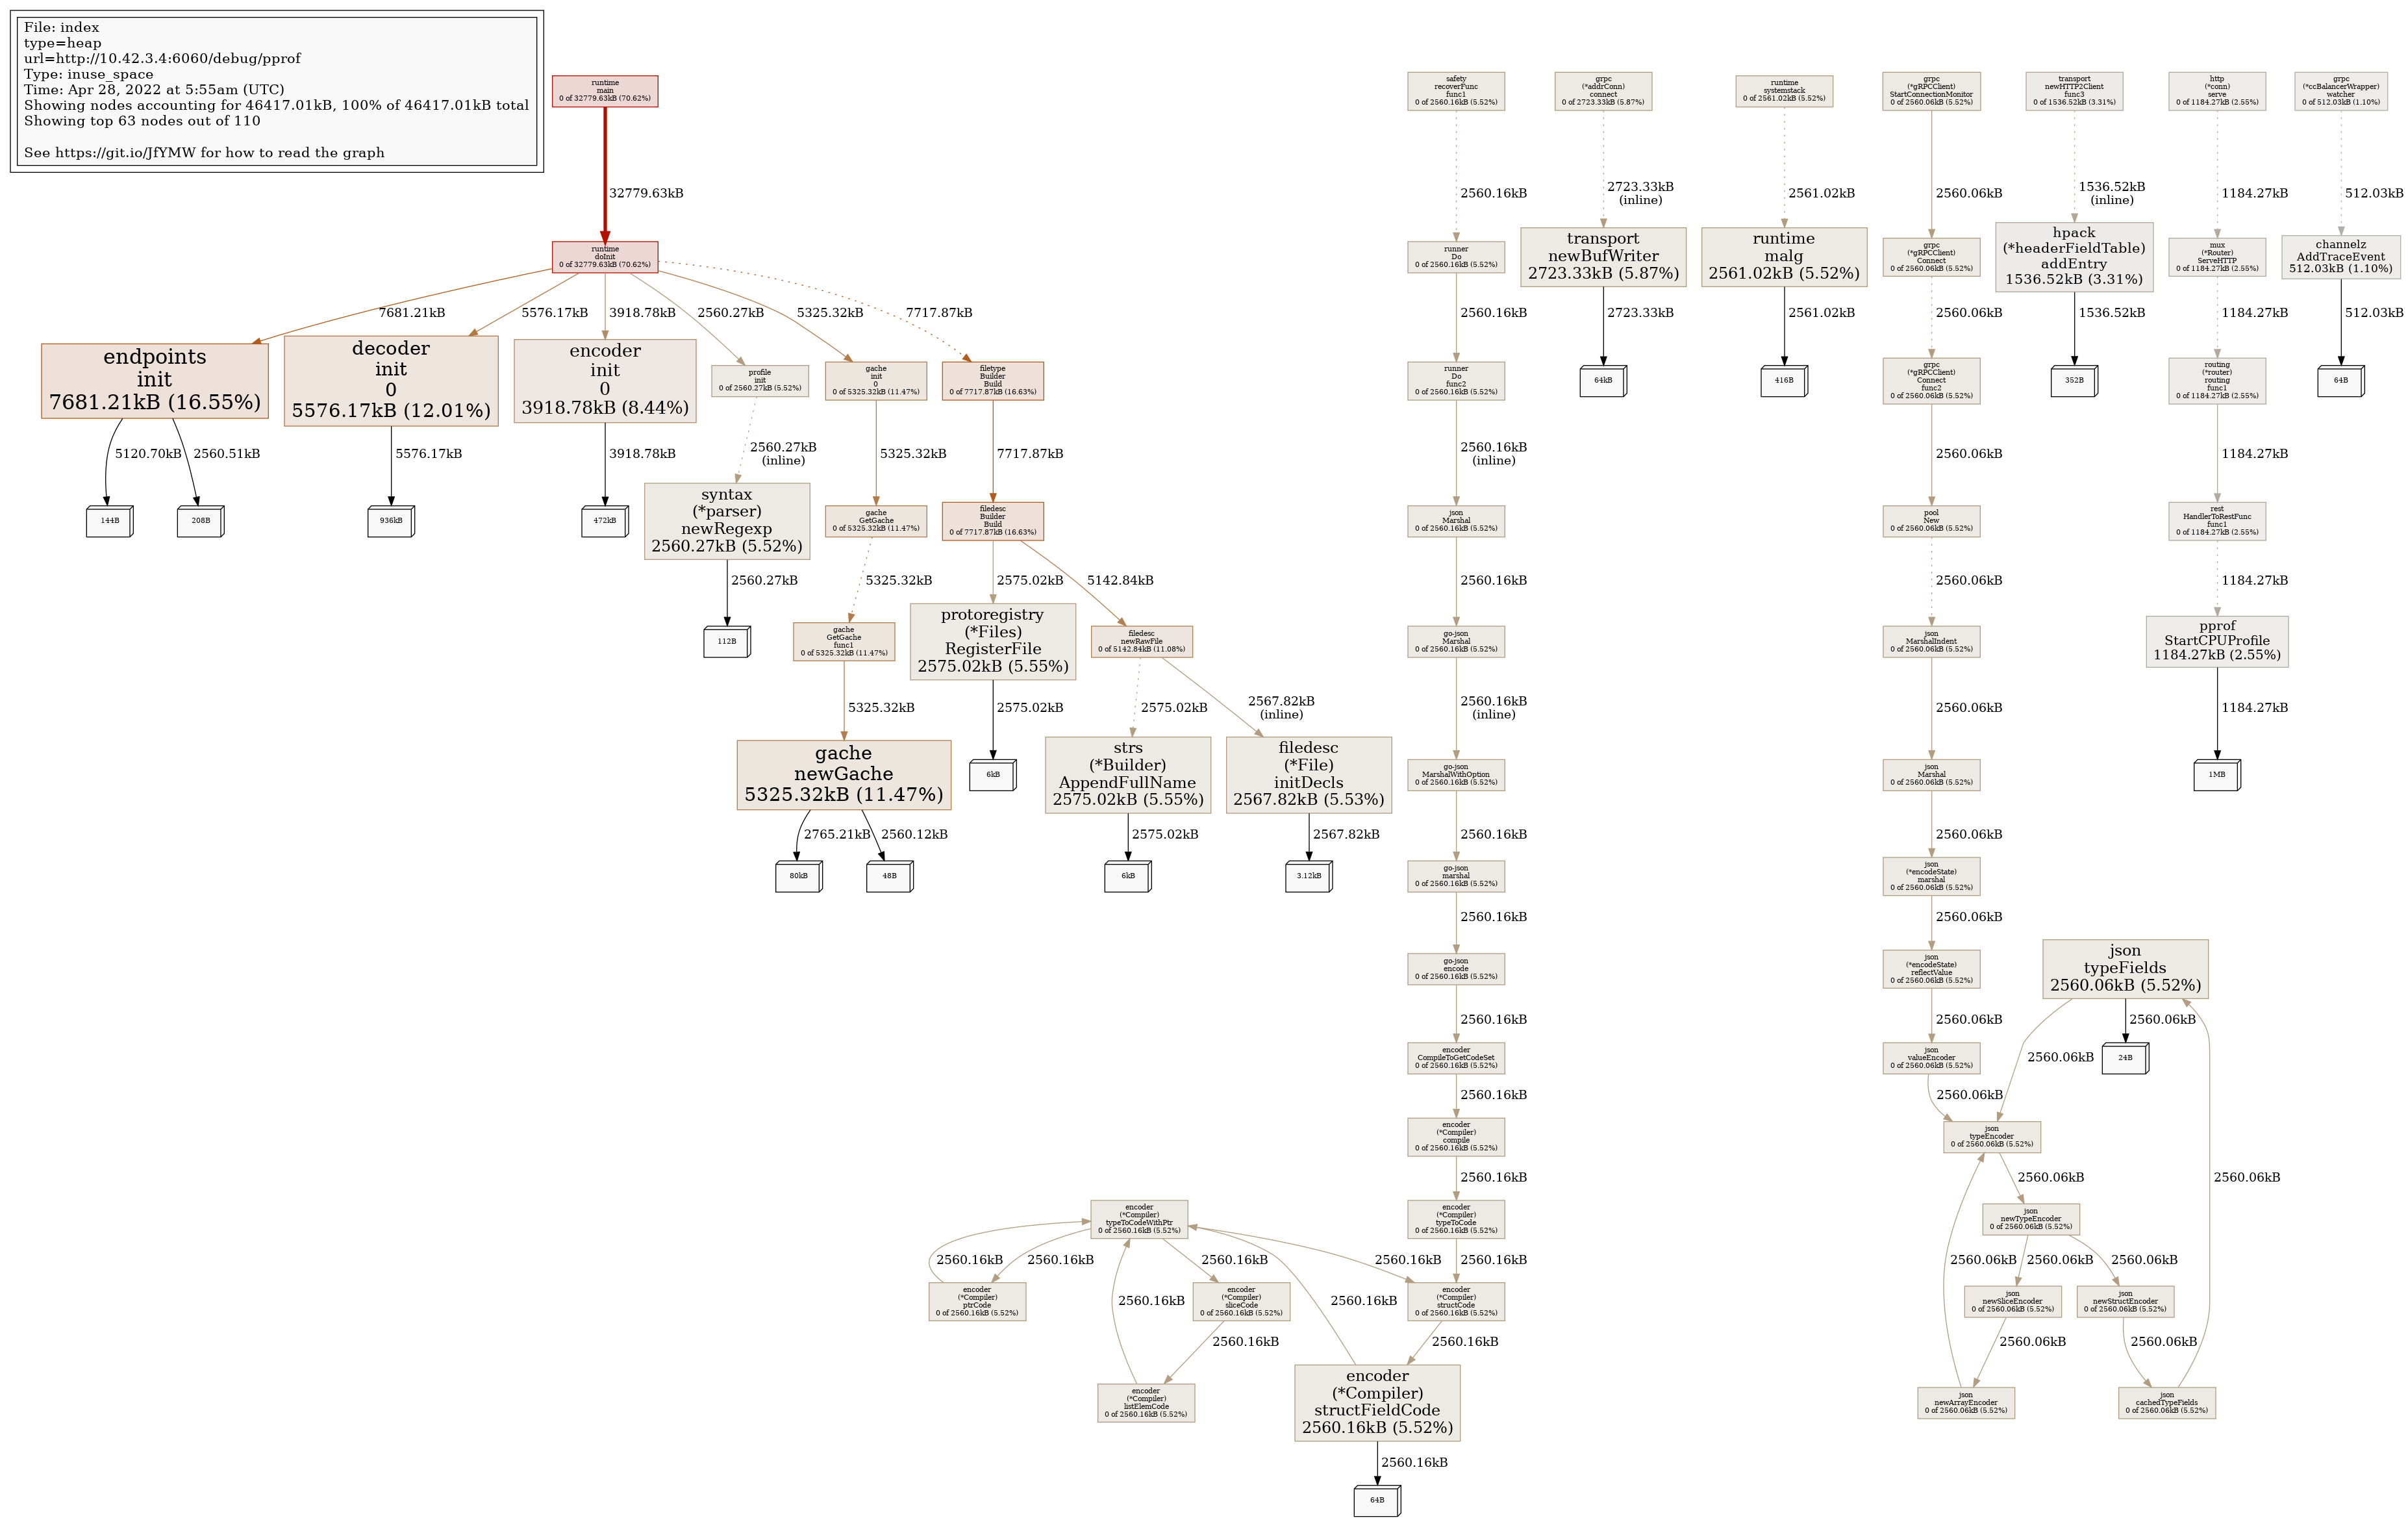 File: index
type=heap
url=http://10.42.3.4:6060/debug/pprof
Type: inuse_space
Time: Apr 28, 2022 at 5:55am (UTC)
Showing nodes accounting for 46417.01kB, 100% of 46417.01kB total
Showing top 63 nodes out of 110
See https://git.io/JfYMW for how to read the graph
runtime
main
0 of 32779.63kB (70.62%)
32779.63kB
runtime
doInit
0 of 32779.63kB (70.62%)
7681.21kB
5576.17kB
3918.78kB
2560.27kB
5325.32kB
7717.87kB
endpoints
init
7681.21kB (16.55%)
5120.70kB
2560.51kB
144B
208B
decoder
init
0
5576.17kB (12.01%)
5576.17kB
936kB
encoder
init
0
3918.78kB (8.44%)
3918.78kB
472kB
profile
init
0 of 2560.27kB (5.52%)
2560.27kB
(inline)
syntax
(*parser)
newRegexp
2560.27kB (5.52%)
2560.27kB
112B
gache
init
0
0 of 5325.32kB (11.47%)
5325.32kB
gache
GetGache
0 of 5325.32kB (11.47%)
5325.32kB
gache
GetGache
func1
0 of 5325.32kB (11.47%)
5325.32kB
gache
newGache
5325.32kB (11.47%)
2765.21kB
2560.12kB
80kB
48B
filetype
Builder
Build
0 of 7717.87kB (16.63%)
7717.87kB
filedesc
Builder
Build
0 of 7717.87kB (16.63%)
2575.02kB
5142.84kB
protoregistry
(*Files)
RegisterFile
2575.02kB (5.55%)
2575.02kB
6kB
filedesc
newRawFile
0 of 5142.84kB (11.08%)
2575.02kB
2567.82kB
(inline)
strs
(*Builder)
AppendFullName
2575.02kB (5.55%)
2575.02kB
6kB
filedesc
(*File)
initDecls
2567.82kB (5.53%)
2567.82kB
3.12kB
safety
recoverFunc
func1
0 of 2560.16kB (5.52%)
2560.16kB
runner
Do
0 of 2560.16kB (5.52%)
2560.16kB
runner
Do
func2
0 of 2560.16kB (5.52%)
2560.16kB
(inline)
json
Marshal
0 of 2560.16kB (5.52%)
2560.16kB
go-json
Marshal
0 of 2560.16kB (5.52%)
2560.16kB
(inline)
go-json
MarshalWithOption
0 of 2560.16kB (5.52%)
2560.16kB
go-json
marshal
0 of 2560.16kB (5.52%)
2560.16kB
go-json
encode
0 of 2560.16kB (5.52%)
2560.16kB
encoder
CompileToGetCodeSet
0 of 2560.16kB (5.52%)
2560.16kB
encoder
(*Compiler)
compile
0 of 2560.16kB (5.52%)
2560.16kB
encoder
(*Compiler)
typeToCode
0 of 2560.16kB (5.52%)
2560.16kB
encoder
(*Compiler)
typeToCodeWithPtr
0 of 2560.16kB (5.52%)
2560.16kB
2560.16kB
2560.16kB
2560.16kB
encoder
(*Compiler)
ptrCode
0 of 2560.16kB (5.52%)
encoder
(*Compiler)
sliceCode
0 of 2560.16kB (5.52%)
encoder
(*Compiler)
structCode
0 of 2560.16kB (5.52%)
2560.16kB
2560.16kB
2560.16kB
2560.16kB
encoder
(*Compiler)
listElemCode
0 of 2560.16kB (5.52%)
encoder
(*Compiler)
structFieldCode
2560.16kB (5.52%)
2560.16kB
64B
grpc
(*addrConn)
connect
0 of 2723.33kB (5.87%)
2723.33kB
(inline)
transport
newBufWriter
2723.33kB (5.87%)
2723.33kB
64kB
runtime
systemstack
0 of 2561.02kB (5.52%)
2561.02kB
runtime
malg
2561.02kB (5.52%)
2561.02kB
416B
grpc
(*gRPCClient)
StartConnectionMonitor
0 of 2560.06kB (5.52%)
2560.06kB
grpc
(*gRPCClient)
Connect
0 of 2560.06kB (5.52%)
2560.06kB
grpc
(*gRPCClient)
Connect
func2
0 of 2560.06kB (5.52%)
2560.06kB
pool
New
0 of 2560.06kB (5.52%)
2560.06kB
json
MarshalIndent
0 of 2560.06kB (5.52%)
2560.06kB
json
Marshal
0 of 2560.06kB (5.52%)
2560.06kB
json
(*encodeState)
marshal
0 of 2560.06kB (5.52%)
2560.06kB
json
(*encodeState)
reflectValue
0 of 2560.06kB (5.52%)
2560.06kB
json
valueEncoder
0 of 2560.06kB (5.52%)
2560.06kB
json
typeFields
2560.06kB (5.52%)
2560.06kB
2560.06kB
24B
json
typeEncoder
0 of 2560.06kB (5.52%)
2560.06kB
2560.06kB
json
newTypeEncoder
0 of 2560.06kB (5.52%)
2560.06kB
2560.06kB
2560.06kB
json
newSliceEncoder
0 of 2560.06kB (5.52%)
json
newStructEncoder
0 of 2560.06kB (5.52%)
2560.06kB
2560.06kB
json
newArrayEncoder
0 of 2560.06kB (5.52%)
json
cachedTypeFields
0 of 2560.06kB (5.52%)
transport
newHTTP2Client
func3
0 of 1536.52kB (3.31%)
1536.52kB
(inline)
hpack
(*headerFieldTable)
addEntry
1536.52kB (3.31%)
1536.52kB
352B
http
(*conn)
serve
0 of 1184.27kB (2.55%)
1184.27kB
mux
(*Router)
ServeHTTP
0 of 1184.27kB (2.55%)
1184.27kB
routing
(*router)
routing
func1
0 of 1184.27kB (2.55%)
1184.27kB
rest
HandlerToRestFunc
func1
0 of 1184.27kB (2.55%)
1184.27kB
pprof
StartCPUProfile
1184.27kB (2.55%)
1184.27kB
1MB
grpc
(*ccBalancerWrapper)
watcher
0 of 512.03kB (1.10%)
512.03kB
channelz
AddTraceEvent
512.03kB (1.10%)
512.03kB
64B